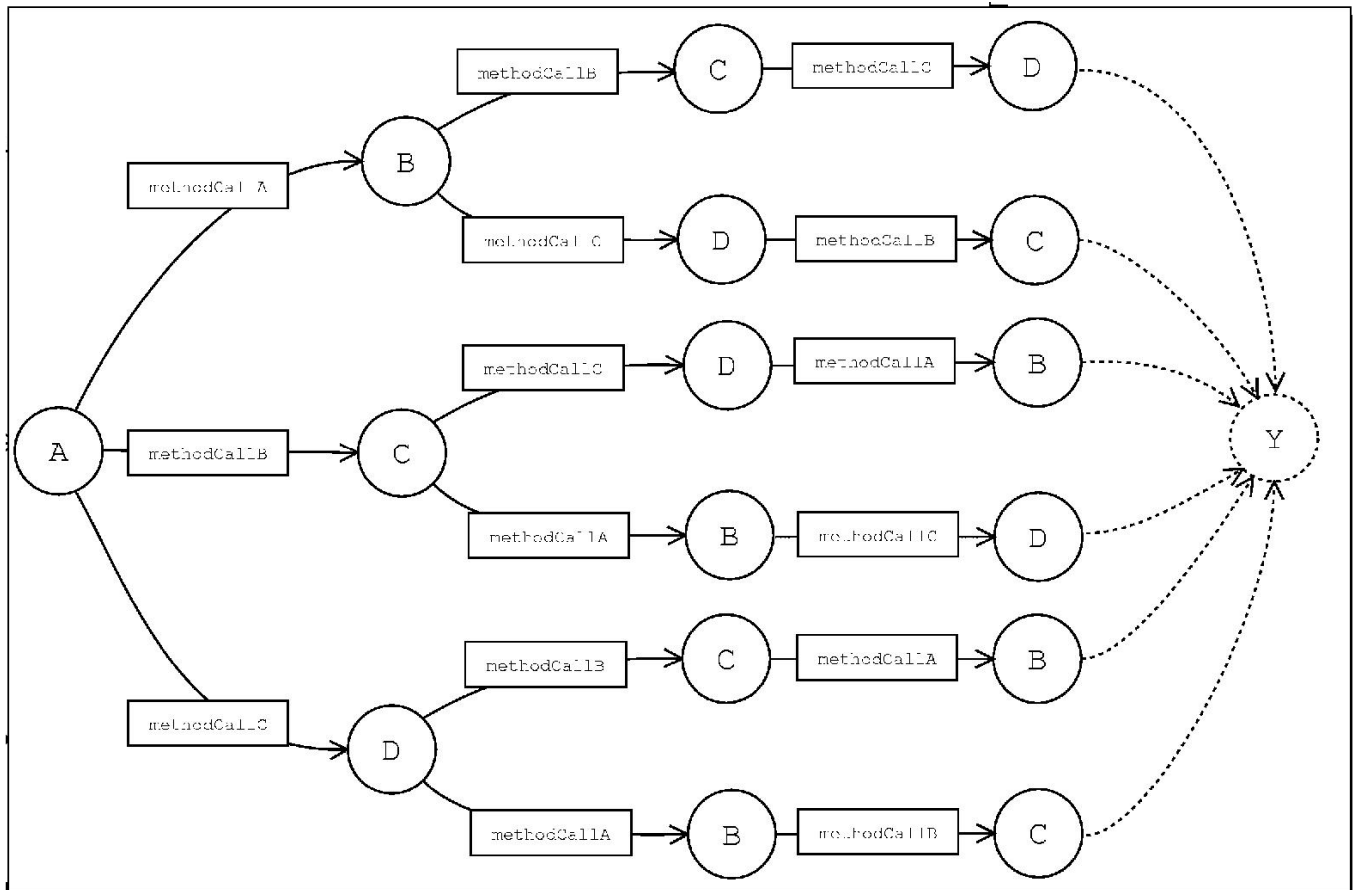 methodCallB C methodCallC D
B
methodCallA
methodCallC D methodCallB C
methodCallC D methodCallA B
A methodCallB C
Y
methodCallA B methodCallC D
methodCallB C methodCallA B
methodCallC D
methodCallA B methodCallB C